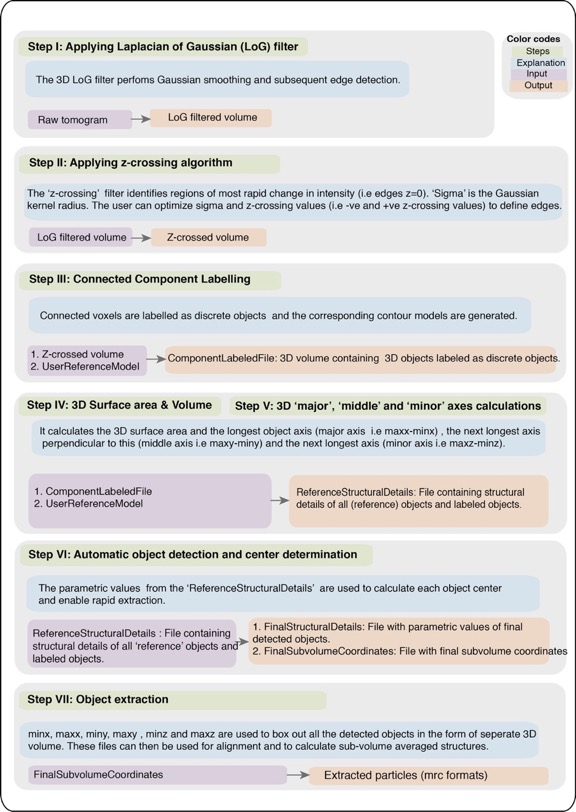 Color codes
Steps
Explanation
Input
Output
Step I: Applying Laplacian of Gaussian (LoG) filter
The 3D LoG filter perfoms Gaussian smoothing and subsequent edge detection.
Raw tomogram
LoG filtered volume
Step II: Applying z-crossing algorithm
The ‘z-crossing’ filter identifies regions of most rapid change in intensity (i.e edges z=0). ‘Sigma’ is the Gaussian
kernel radius. The user can optimize sigma and z-crossing values (i.e -ve and +ve z-crossing values) to define edges.
LoG filtered volume
Z-crossed volume
Step III: Connected Component Labelling
Connected voxels are labelled as discrete objects and the corresponding contour models are generated.
1. Z-crossed volume
2. UserReferenceModel
ComponentLabeledFile: 3D volume containing 3D objects labeled as discrete objects.
Step IV: 3D Surface area & Volume
Step V: 3D ‘major’, ‘middle’ and ‘minor’ axes calculations
It calculates the 3D surface area and the longest object axis (major axis i.e maxx-minx) , the next longest axis
perpendicular to this (middle axis i.e maxy-miny) and the next longest axis (minor axis i.e maxz-minz).
1. ComponentLabeledFile
2. UserReferenceModel
ReferenceStructuralDetails: File containing structural
details of all (reference) objects and labeled objects.
Step VI: Automatic object detection and center determination
The parametric values from the ‘ReferenceStructuralDetails’ are used to calculate each object center
and enable rapid extraction.
ReferenceStructuralDetails : File containing
structural details of all ‘reference’ objects and
labeled objects.
1. FinalStructuralDetails: File with parametric values of final
detected objects.
2. FinalSubvolumeCoordinates: File with final subvolume coordinates
Step VII: Object extraction
minx, maxx, miny, maxy , minz and maxz are used to box out all the detected objects in the form of seperate 3D
volume. These files can then be used for alignment and to calculate sub-volume averaged structures.
FinalSubvolumeCoordinates
Extracted particles (mrc formats)